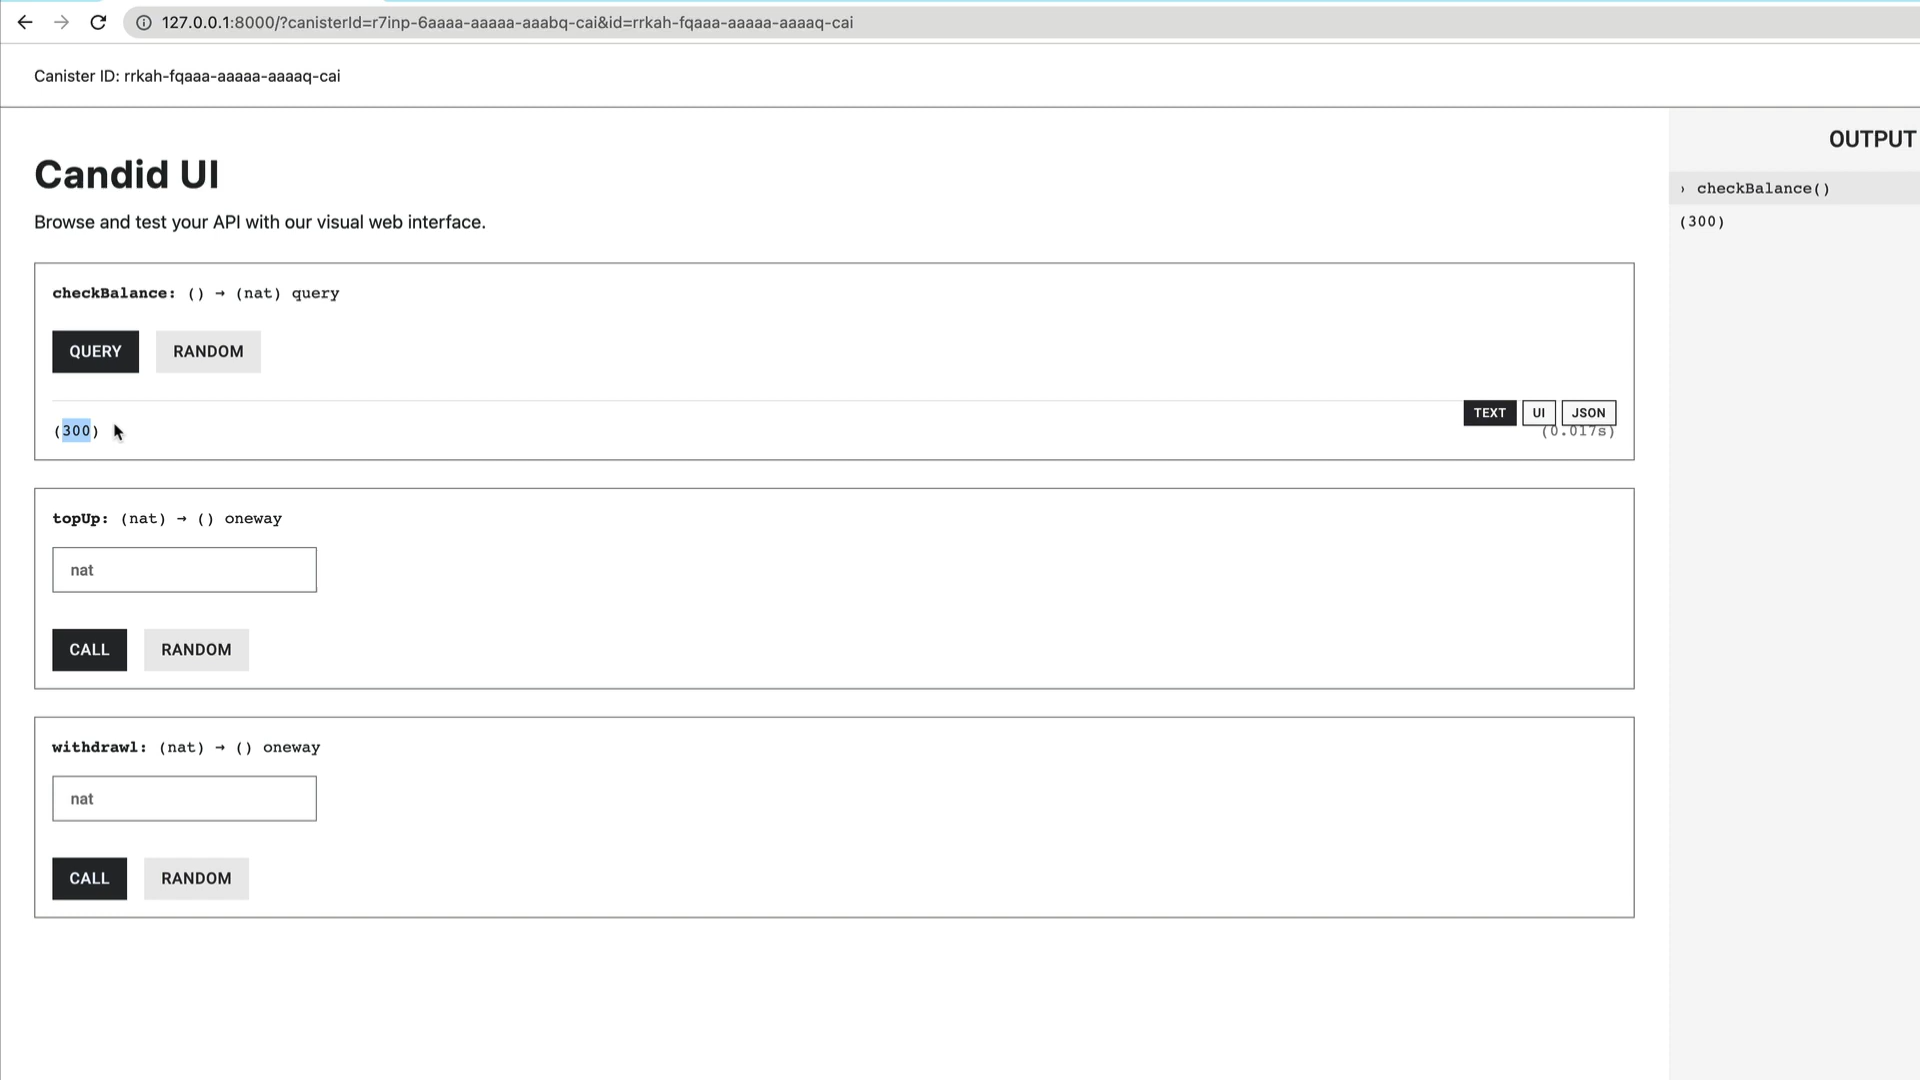 127.0.0.1:8000/?canisterId=r7inp-6aaaa-aaaaa-aaabq-cai&id=rrkah-fqaaa-aaaaa-aaaaq-cai
Canister ID: rrkah-fqaaa-aaaaa-aaaaq-cai
OUTPUT
Candid UI
Browse and test your API with our visual web interface.
› checkBalance()
(300)
checkBalance: () → (nat) query
QUERY RANDOM
TEXT UI JSON
(300)
(0.017s)
topUp: (nat) → () oneway
nat
CALL RANDOM
withdrawl: (nat) → () oneway
nat
CALL RANDOM